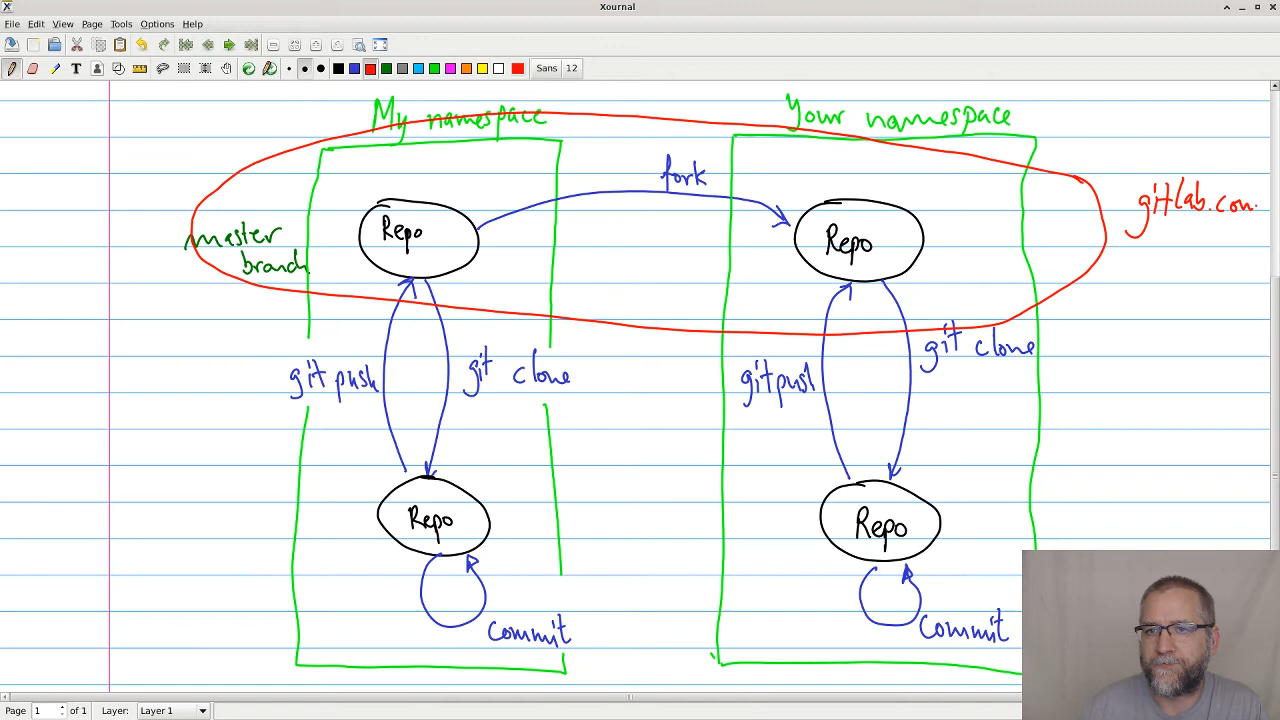 Xournal
File Edit View Page Tools Options Help
Sans 12
My namespace
Your namespace
fork
gitlab.com
master
branch
Repo
Repo
git push
git clone
git push
git clone
Repo
Repo
commit
commit
Page 1 of 1 Layer: Layer 1